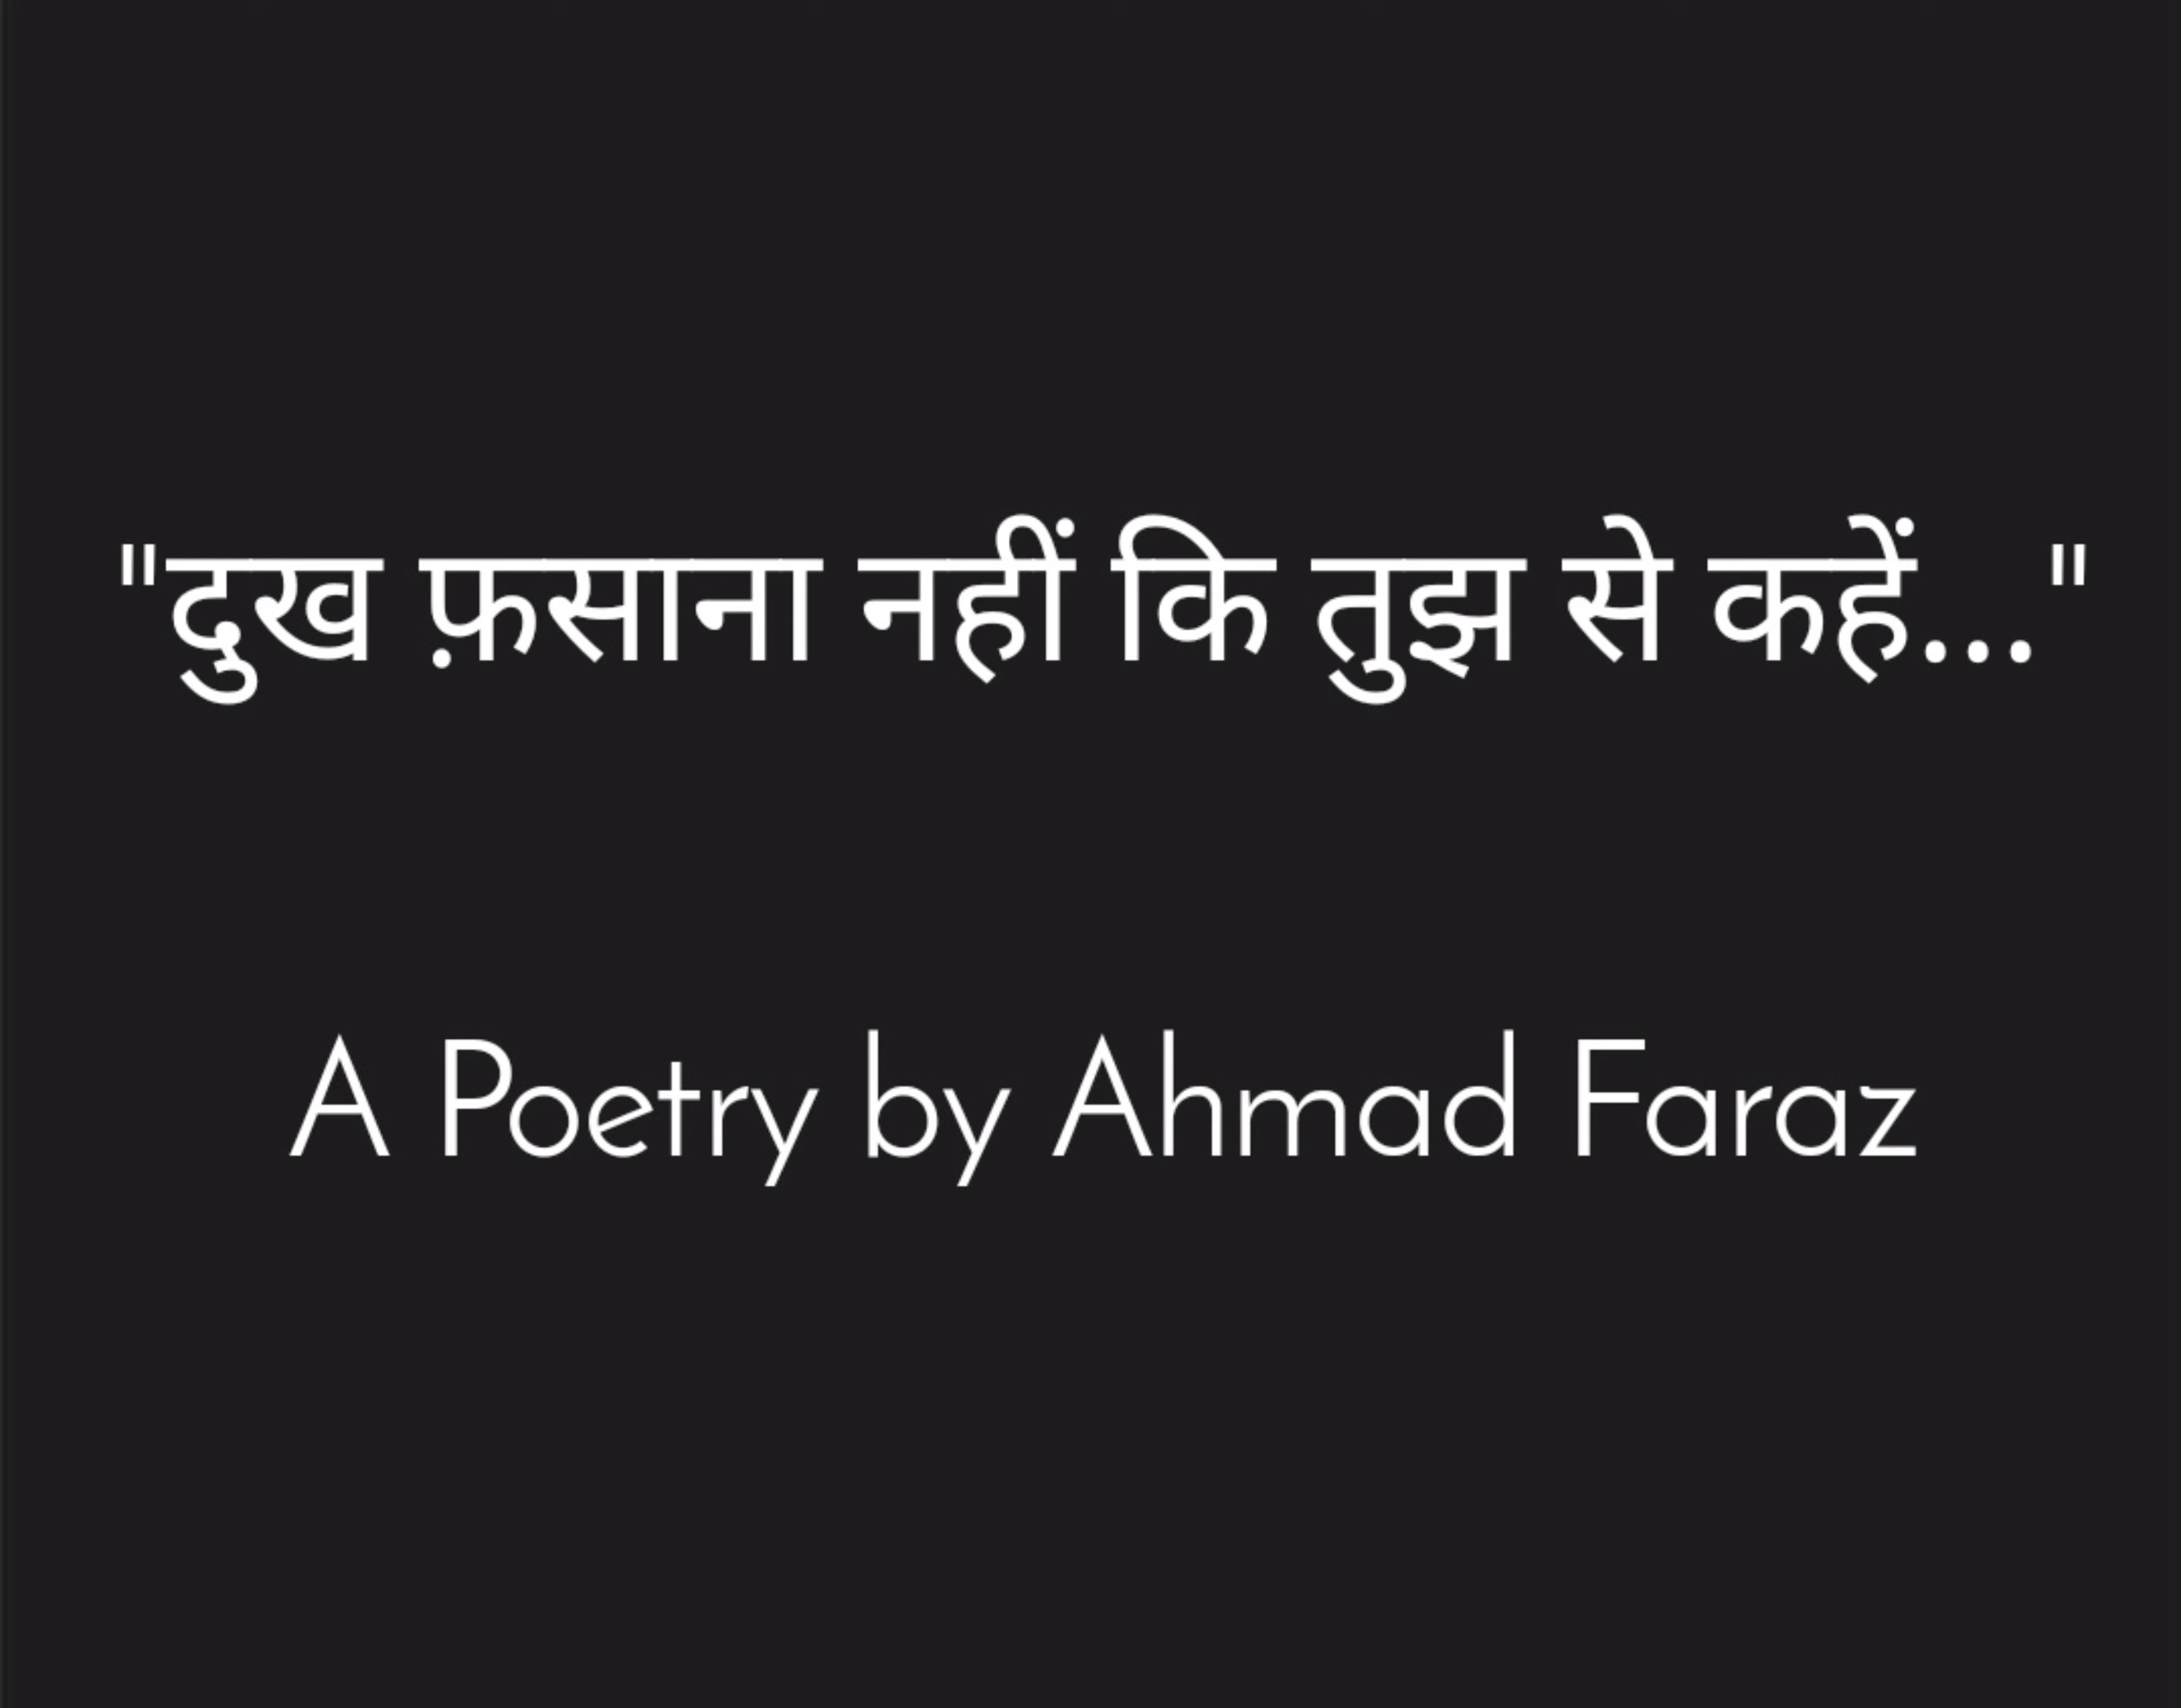 "दुख फ़साना नहीं कि तुझ से कहें..."
A Poetry by Ahmad Faraz